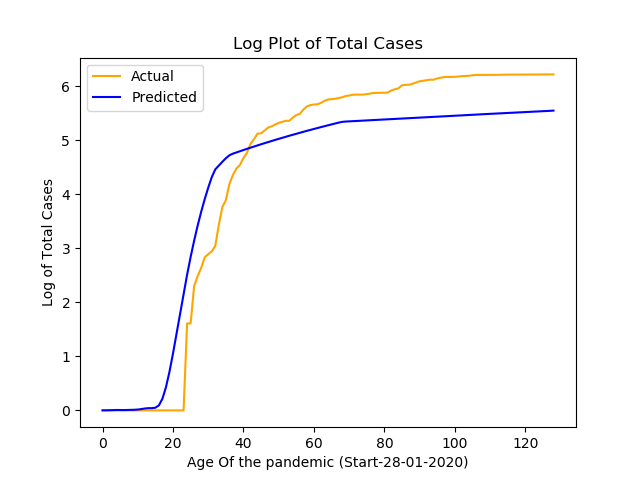 Log Plot of Total Cases
Actual
Predicted
6
5
4
3
2
1
0
Log of Total Cases
0 20 40 60 80 100 120
Age Of the pandemic (Start-28-01-2020)